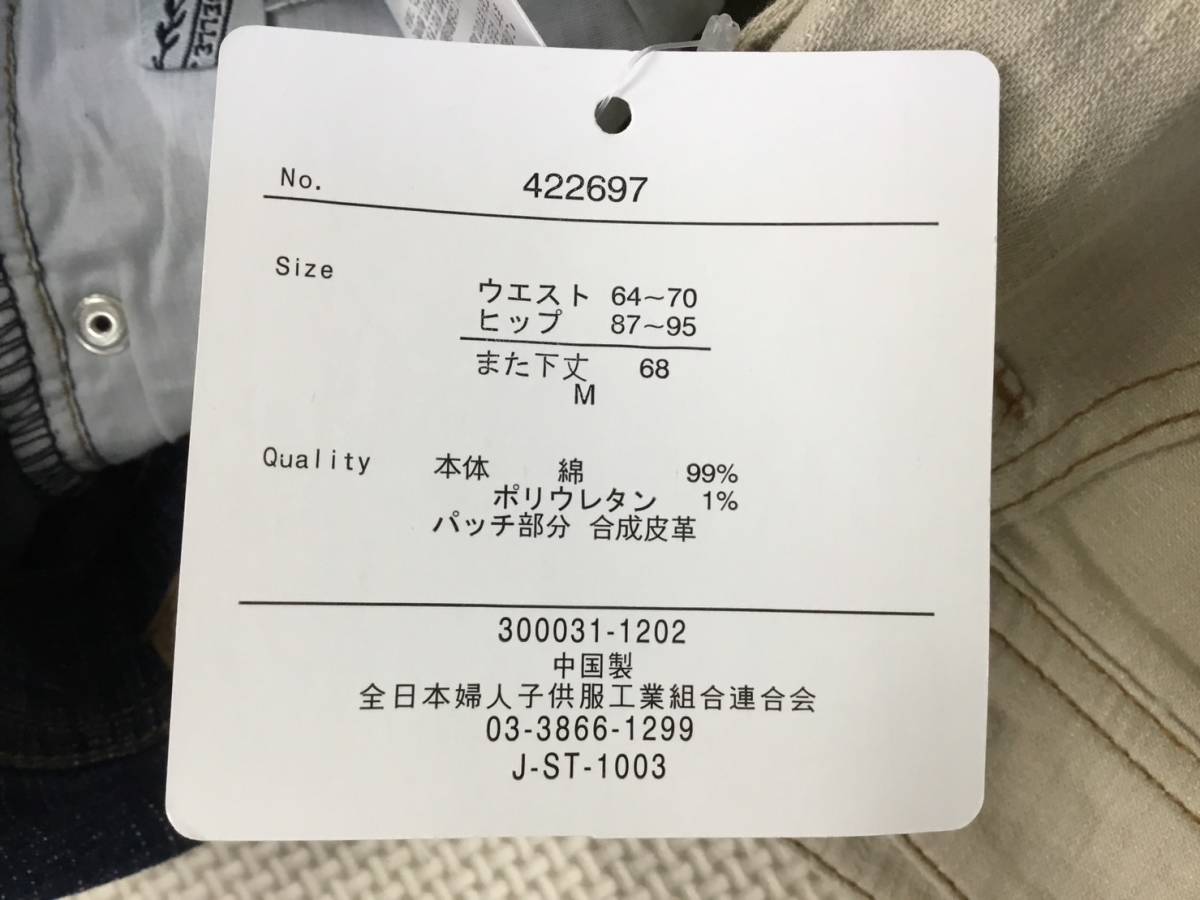 ELLE
No. 422697
Size
ウエスト 64~70
ヒップ 87~95
また下丈 68
M
Quality 本体 綿 99%
ポリウレタン 1%
パッチ部分 合成皮革
300031-1202
中国製
全日本婦人子供服工業組合連合会
03-3866-1299
J-ST-1003